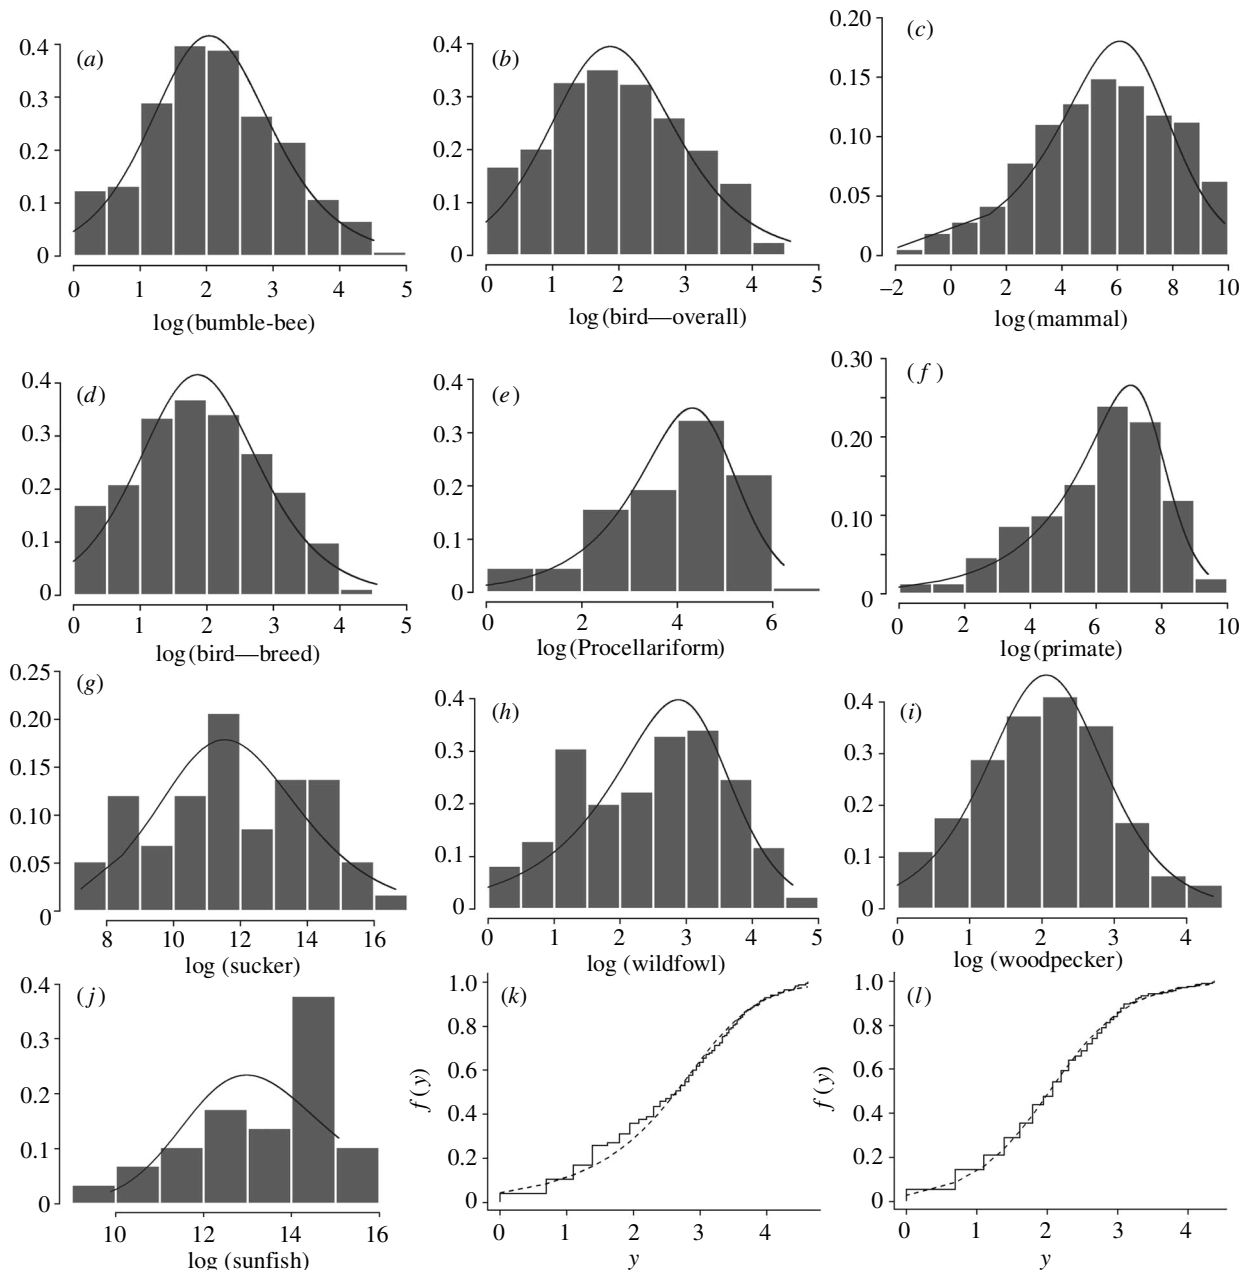 (a)
0.4
0.3
0.2
0.1
0
0 1 2 3 4 5
log (bumble-bee)
(b)
0.4
0.3
0.2
0.1
0
0 1 2 3 4 5
log (bird—overall)
(c)
0.20
0.15
0.10
0.05
0
–2 0 2 4 6 8 10
log (mammal)
(d)
0.4
0.3
0.2
0.1
0
0 1 2 3 4 5
log (bird—breed)
(e)
0.4
0.3
0.2
0.1
0
0 2 4 6
log (Procellariform)
(f)
0.30
0.20
0.10
0
0 2 4 6 8 10
log (primate)
(g)
0.25
0.20
0.15
0.10
0.05
0
8 10 12 14 16
log (sucker)
(h)
0.4
0.3
0.2
0.1
0
0 1 2 3 4 5
log (wildfowl)
(i)
0.4
0.3
0.2
0.1
0
0 1 2 3 4
log (woodpecker)
(j)
0.4
0.3
0.2
0.1
0
10 12 14 16
log (sunfish)
(k)
1.0
0.8
0.6
0.4
0.2
0
f(y)
0 1 2 3 4
y
(l)
1.0
0.8
0.6
0.4
0.2
0
f(y)
0 1 2 3 4
y